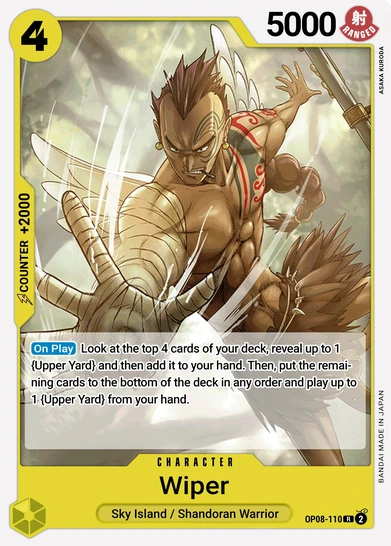 4
5000
射
RANGED
ASAKA KURODA
COUNTER +2000
On Play Look at the top 4 cards of your deck, reveal up to 1
{Upper Yard} and then add it to your hand. Then, put the remai-
ning cards to the bottom of the deck in any order and play up to
1 {Upper Yard} from your hand.
BANDAI MADE IN JAPAN
CHARACTER
Wiper
Sky Island / Shandoran Warrior
OP08-110 R 2